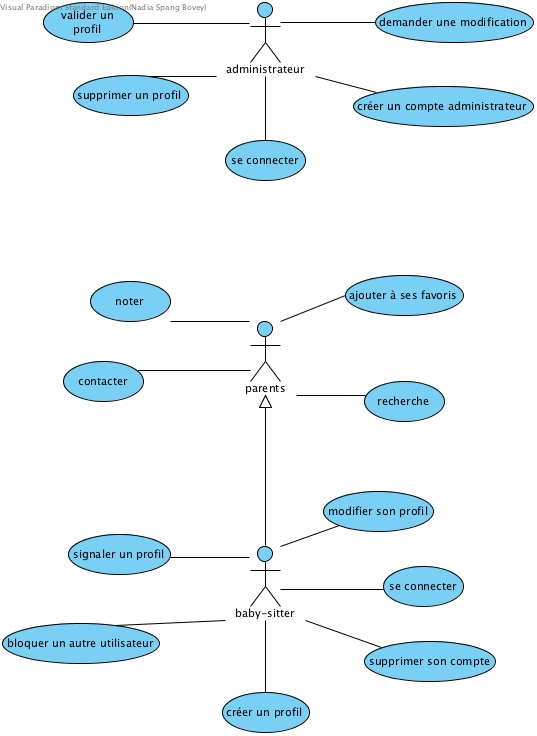 Visual Paradigm Standard Edition(Nadia Spang Bovey)
valider un
profil
demander une modification
administrateur
supprimer un profil
créer un compte administrateur
se connecter
noter
ajouter à ses favoris
contacter
parents
recherche
modifier son profil
signaler un profil
se connecter
baby-sitter
bloquer un autre utilisateur
supprimer son compte
créer un profil